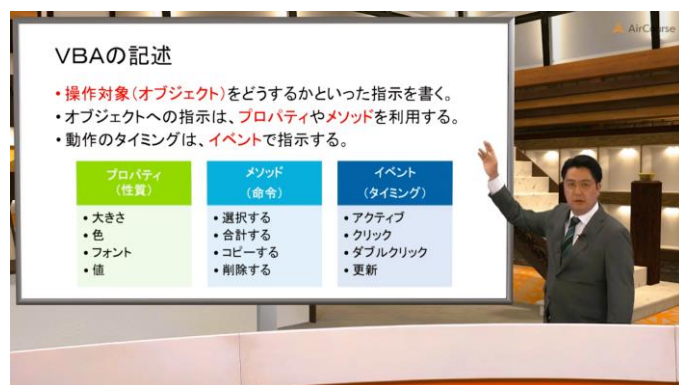 AirCourse
VBAの記述
• 操作対象(オブジェクト)をどうするかといった指示を書く。
• オブジェクトへの指示は、プロパティやメソッドを利用する。
• 動作のタイミングは、イベントで指示する。
プロパティ
(性質)
• 大きさ
• 色
• フォント
• 値
メソッド
(命令)
• 選択する
• 合計する
• コピーする
• 削除する
イベント
(タイミング)
• アクティブ
• クリック
• ダブルクリック
• 更新